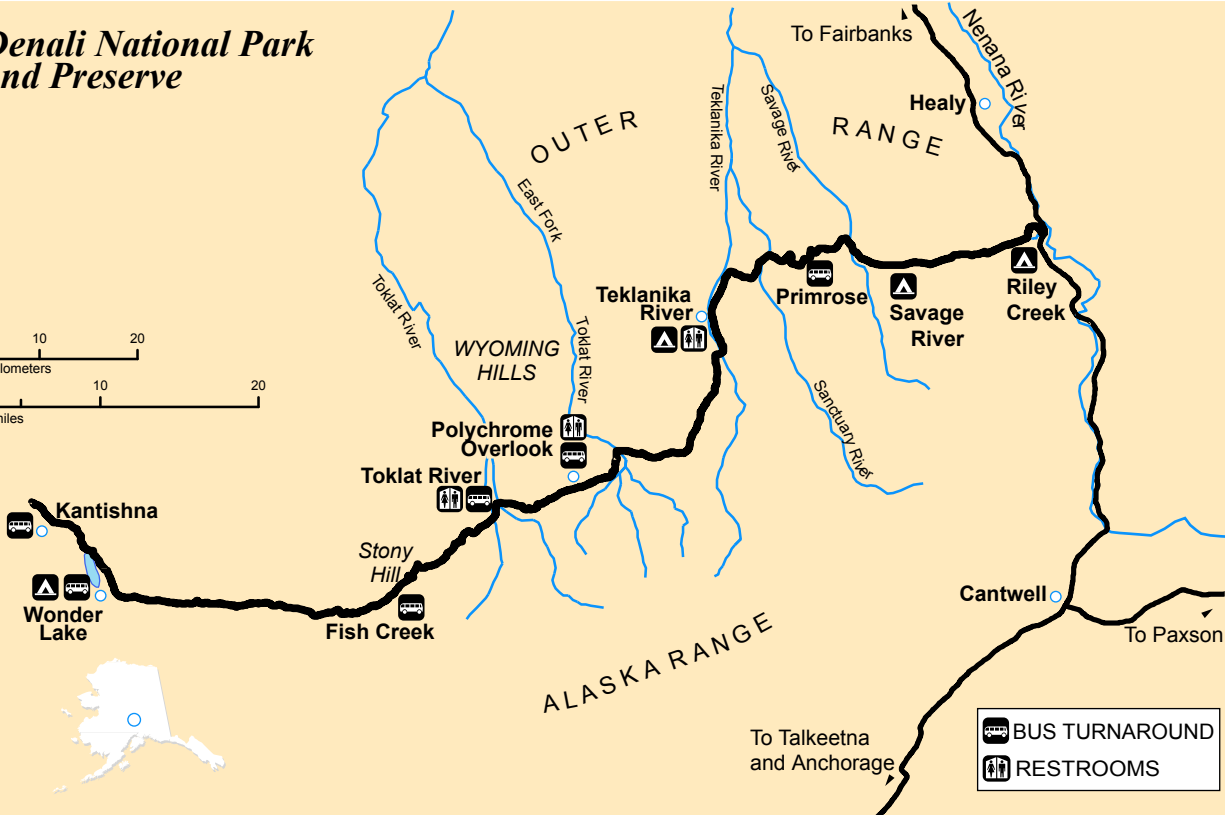 Denali National Park
and Preserve
To Fairbanks
Nenana River
Healy
OUTER
RANGE
Teklanika River
Savage River
East Fork
Toklat River
Toklat River
WYOMING
HILLS
Teklanika
River
Primrose
Savage
River
Riley
Creek
Sanctuary River
10
20
lometers
10
20
miles
Polychrome
Overlook
Toklat River
Kantishna
Stony
Hill
Wonder
Lake
Fish Creek
Cantwell
To Paxson
ALASKA RANGE
To Talkeetna
and Anchorage
BUS TURNAROUND
RESTROOMS